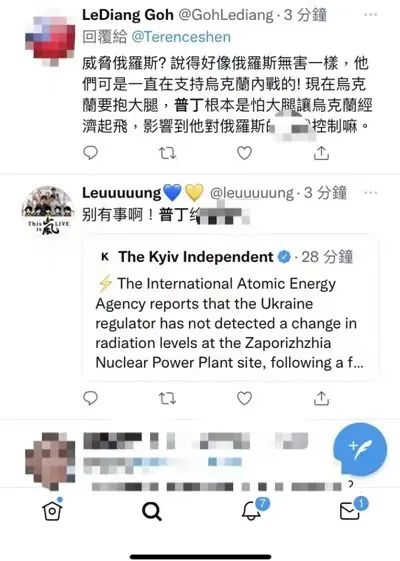 LeDiang Goh @GohLediang · 3 分鐘
回覆給 @Terenceshen
威脅俄羅斯? 說得好像俄羅斯無害一樣，他
們可是一直在支持烏克蘭內戰的! 現在烏克
蘭要抱大腿，普丁根本是怕大腿讓烏克蘭經
濟起飛，影響到他對俄羅斯的 控制嘛。
Leuuuuung💙💛 @leuuuuung · 3 分鐘
別有事啊！普丁
This is 嵐 LIVE
K The Kyiv Independent · 28 分鐘
⚡The International Atomic Energy
Agency reports that the Ukraine
regulator has not detected a change in
radiation levels at the Zaporizhzhia
Nuclear Power Plant site, following a f...
7
1